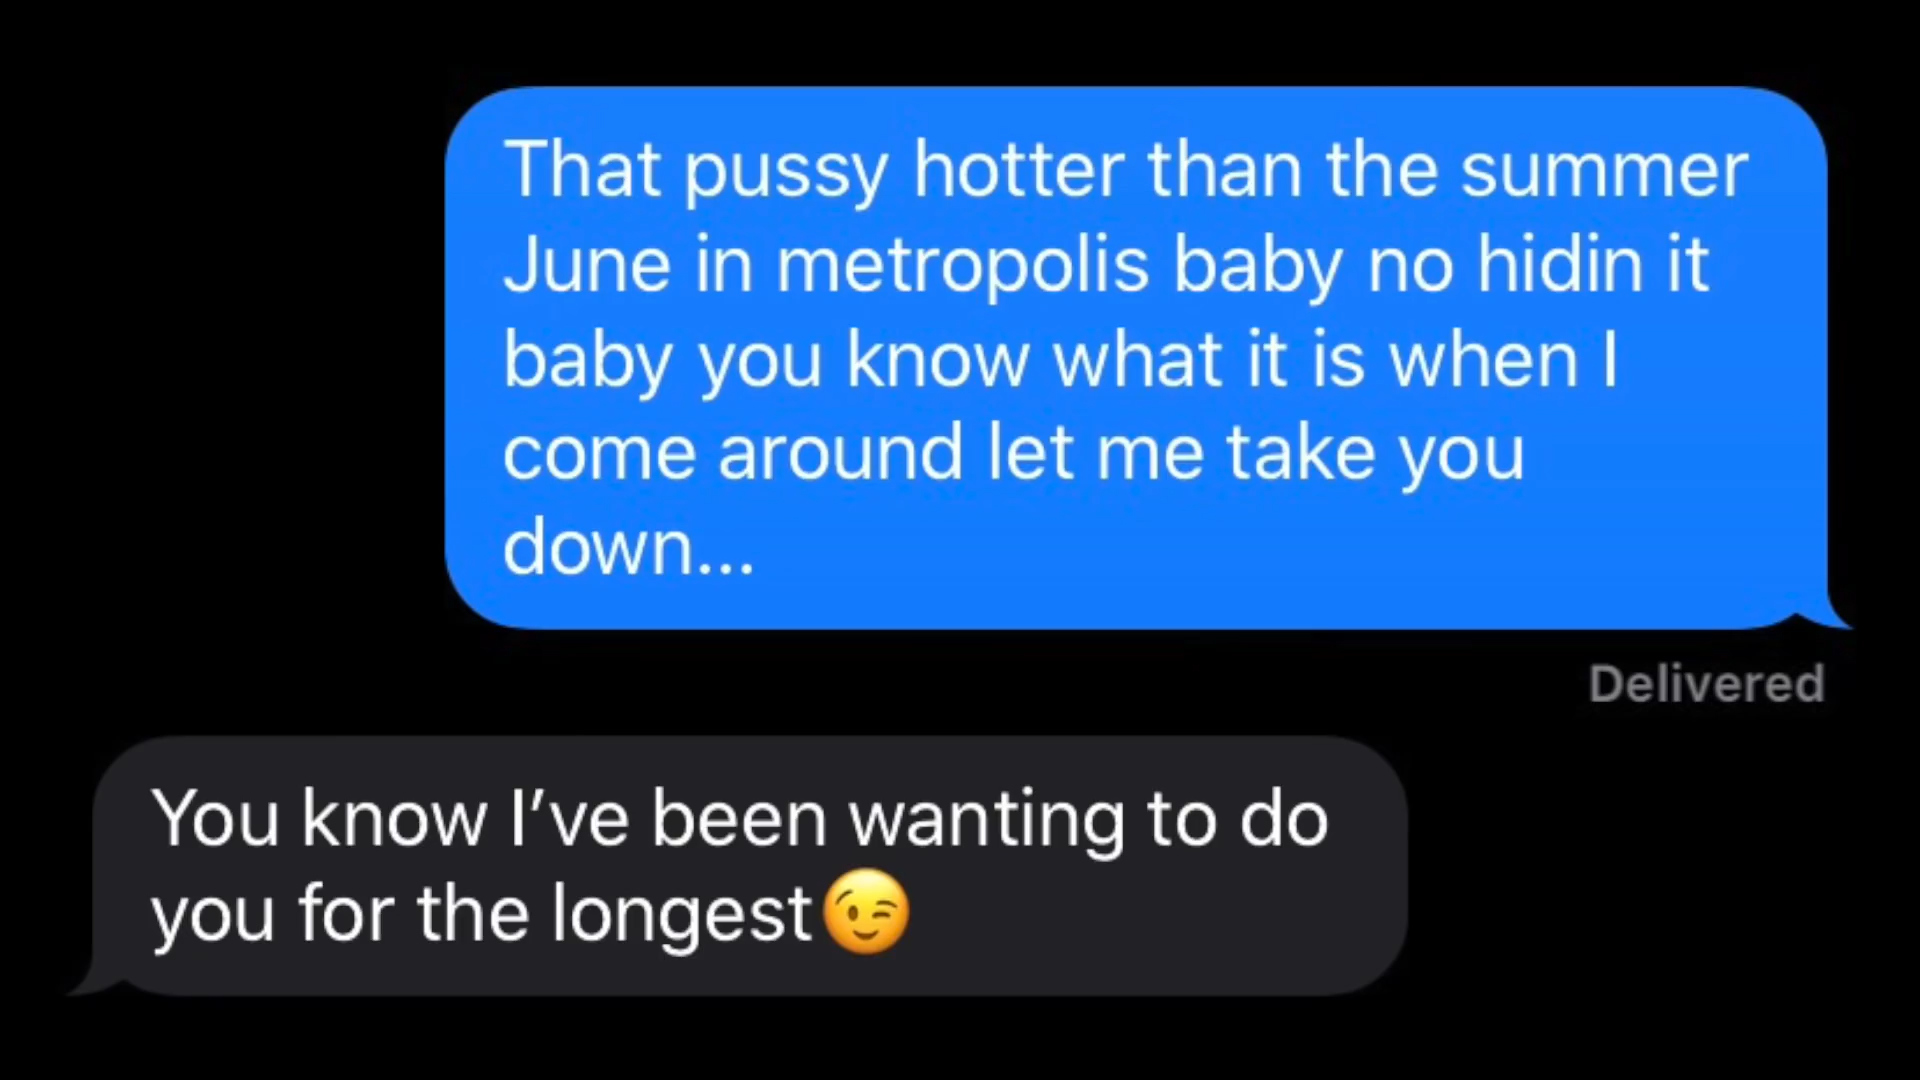 That pussy hotter than the summer
June in metropolis baby no hidin it
baby you know what it is when I
come around let me take you
down...
Delivered
You know I’ve been wanting to do
you for the longest😉